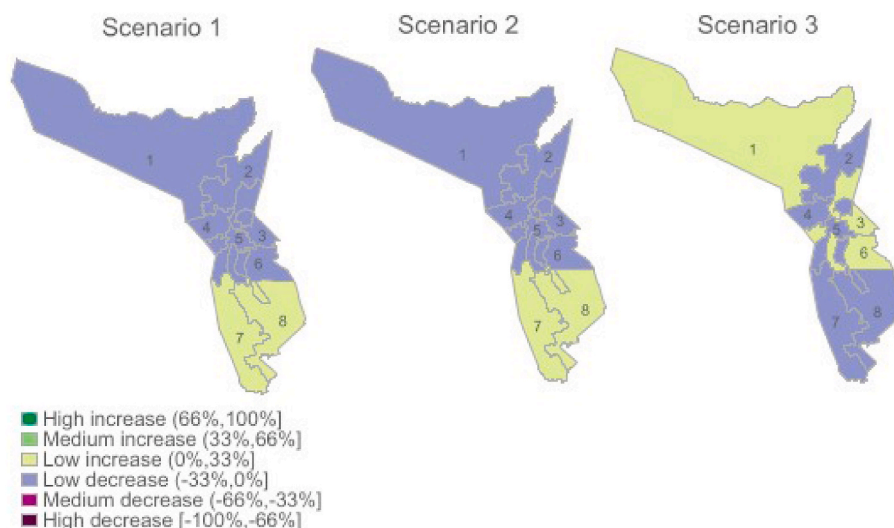 Scenario 1
Scenario 2
Scenario 3
1
2
4
5
3
6
7
8
1
2
4
5
3
6
7
8
1
2
4
5
3
6
7
8
High increase (66%,100%]
Medium increase (33%,66%]
Low increase (0%,33%]
Low decrease (-33%,0%]
Medium decrease (-66%,-33%]
High decrease [-100%,-66%]